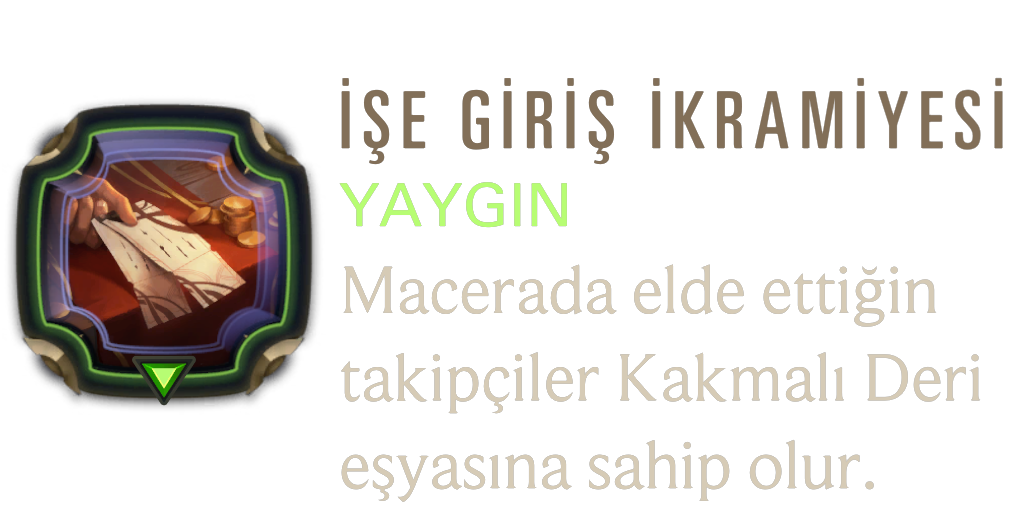 İŞE GİRİŞ İKRAMİYESİ
YAYGIN
Macerada elde ettiğin
takipçiler Kakmalı Deri
eşyasına sahip olur.